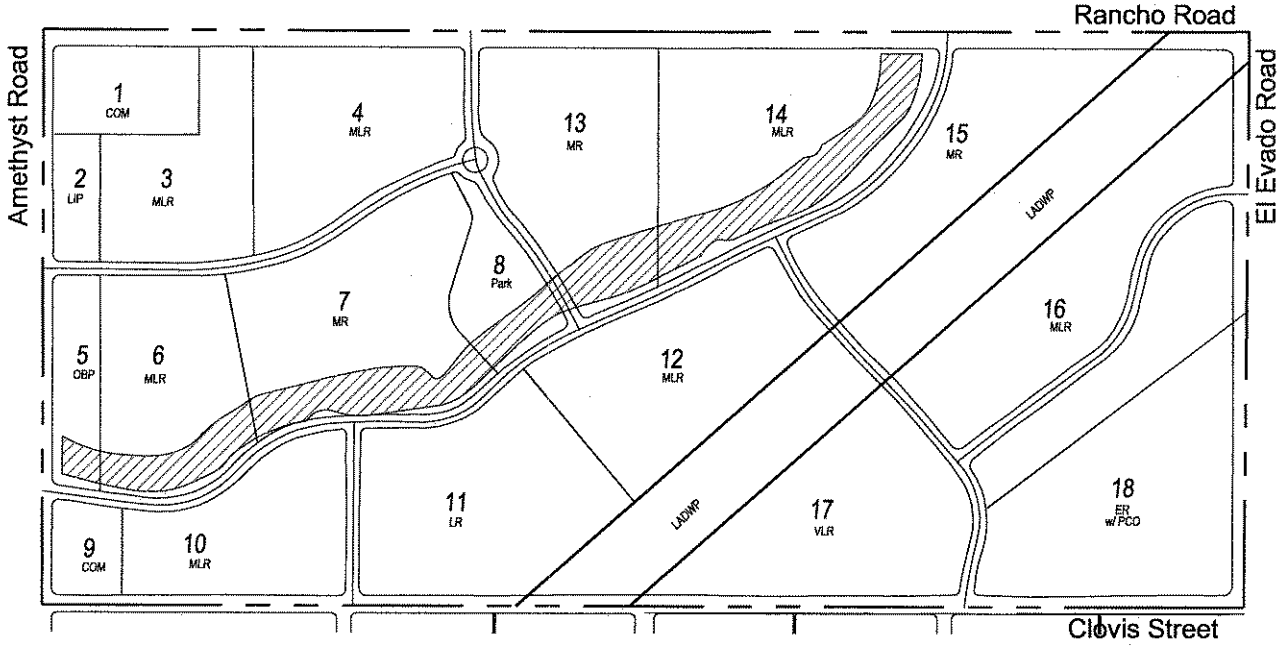 Rancho Road
Amethyst Road
El Evado Road
1
COM
2
LIP
3
MLR
4
MLR
13
MR
14
MLR
15
MR
LADWP
5
OBP
6
MLR
7
MR
8
Park
12
MLR
16
MLR
9
COM
10
MLR
11
LR
LADWP
17
VLR
18
ER
w/ PCO
Clovis Street